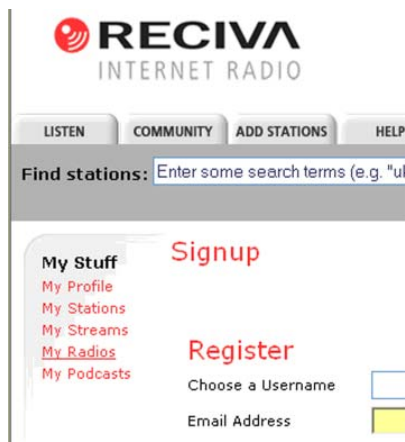 RECIVA
INTERNET RADIO
LISTEN COMMUNITY ADD STATIONS HELP
Find stations: Enter some search terms (e.g. "ul
My Stuff
My Profile
My Stations
My Streams
My Radios
My Podcasts
Signup
Register
Choose a Username
Email Address